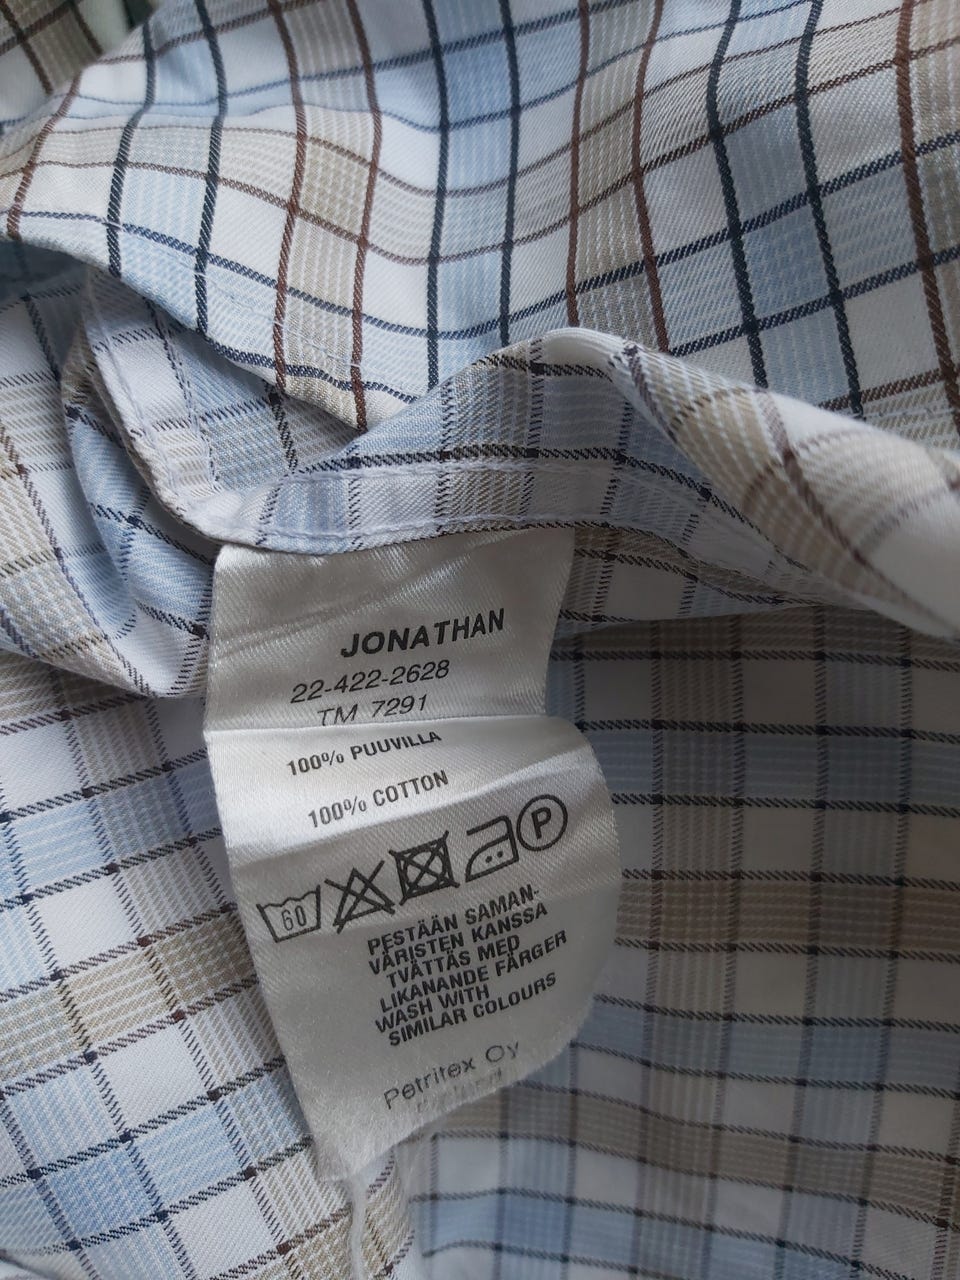 JONATHAN
22-422-2628
TM 7291
100% PUUVILLA
100% COTTON
60 P
PESTÄÄN SAMAN-
VÄRISTEN KANSSA
TVÄTTAS MED
LIKANANDE FÄRGER
WASH WITH
SIMILAR COLOURS
Petritex Oy